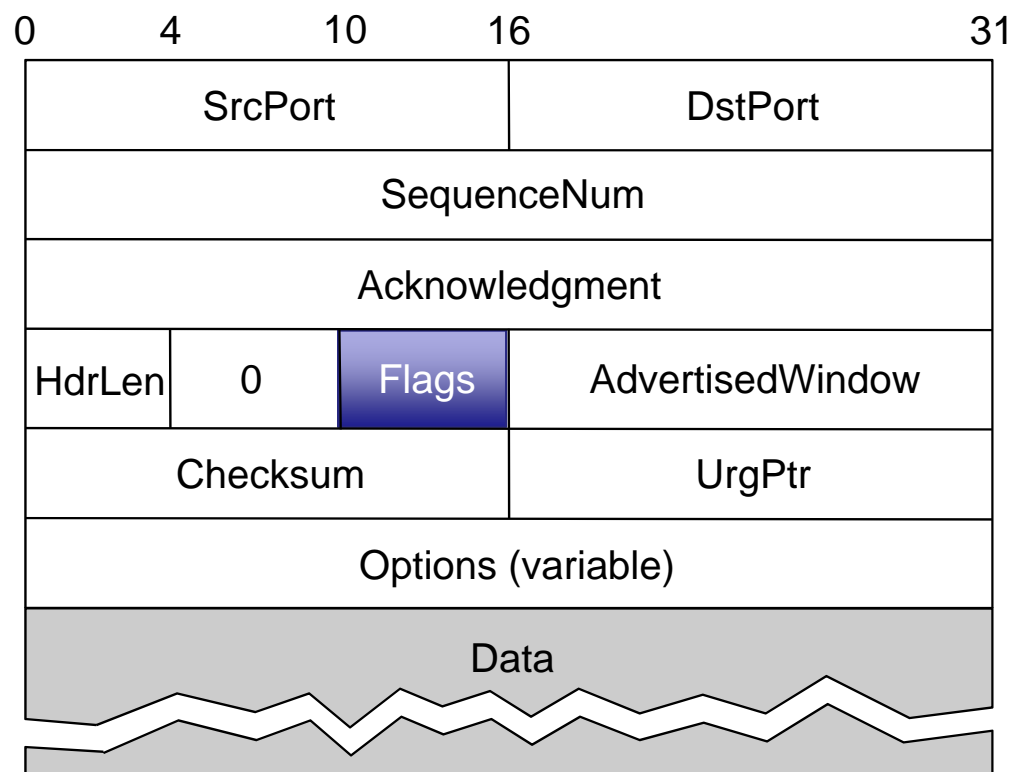 0 4 10 16 31
SrcPort DstPort
SequenceNum
Acknowledgment
HdrLen 0 Flags AdvertisedWindow
Checksum UrgPtr
Options (variable)
Data